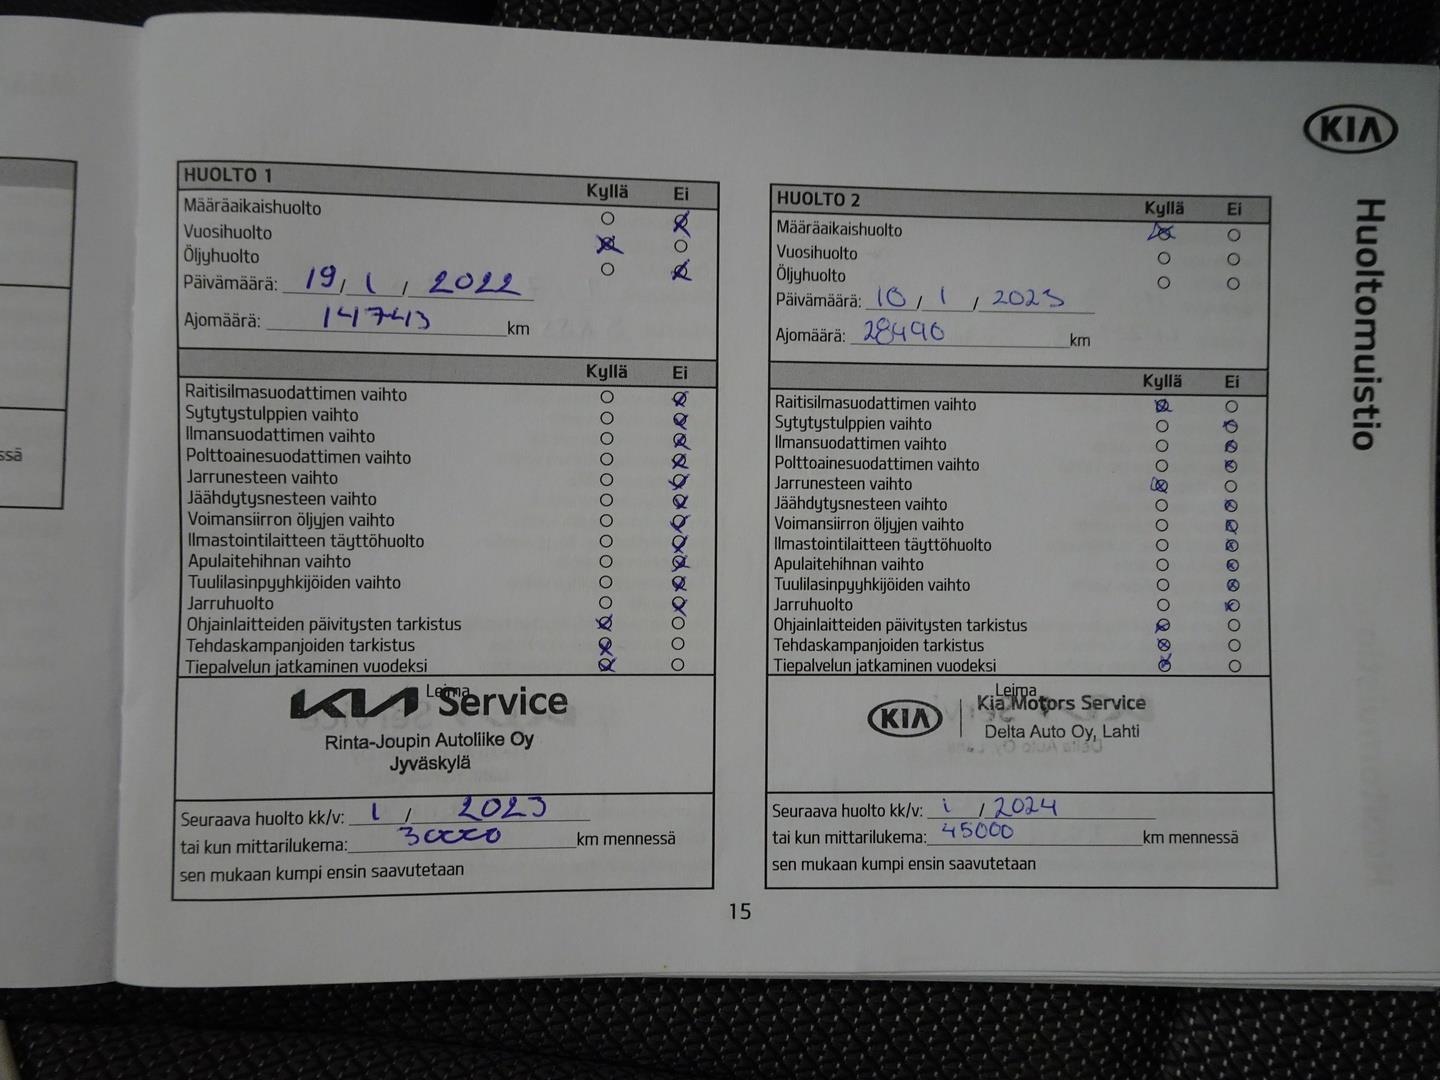 KIA
Huoltomuistio
ssä
HUOLTO 1
Kyllä Ei
Määräaikaishuolto
Vuosihuolto
Öljyhuolto
Päivämäärä: 19 / 1 / 2022
Ajomäärä: 14743 km
Kyllä Ei
Raitisilmasuodattimen vaihto
Sytytystulppien vaihto
Ilmansuodattimen vaihto
Polttoainesuodattimen vaihto
Jarrunesteen vaihto
Jäähdytysnesteen vaihto
Voimansiirron öljyjen vaihto
Ilmastointilaitteen täyttöhuolto
Apulaitehihnan vaihto
Tuulilasinpyyhkijöiden vaihto
Jarruhuolto
Ohjainlaitteiden päivitysten tarkistus
Tehdaskampanjoiden tarkistus
Tiepalvelun jatkaminen vuodeksi
Leima
KIA Service
Rinta-Joupin Autoliike Oy
Jyväskylä
Seuraava huolto kk/v: 1 / 2023
tai kun mittarilukema: 30000 km mennessä
sen mukaan kumpi ensin saavutetaan
HUOLTO 2
Kyllä Ei
Määräaikaishuolto
Vuosihuolto
Öljyhuolto
Päivämäärä: 10 / 1 / 2023
Ajomäärä: 28490 km
Kyllä Ei
Raitisilmasuodattimen vaihto
Sytytystulppien vaihto
Ilmansuodattimen vaihto
Polttoainesuodattimen vaihto
Jarrunesteen vaihto
Jäähdytysnesteen vaihto
Voimansiirron öljyjen vaihto
Ilmastointilaitteen täyttöhuolto
Apulaitehihnan vaihto
Tuulilasinpyyhkijöiden vaihto
Jarruhuolto
Ohjainlaitteiden päivitysten tarkistus
Tehdaskampanjoiden tarkistus
Tiepalvelun jatkaminen vuodeksi
Leima
KIA Kia Motors Service
Delta Auto Oy, Lahti
Seuraava huolto kk/v: 1 / 2024
tai kun mittarilukema: 45000 km mennessä
sen mukaan kumpi ensin saavutetaan
15